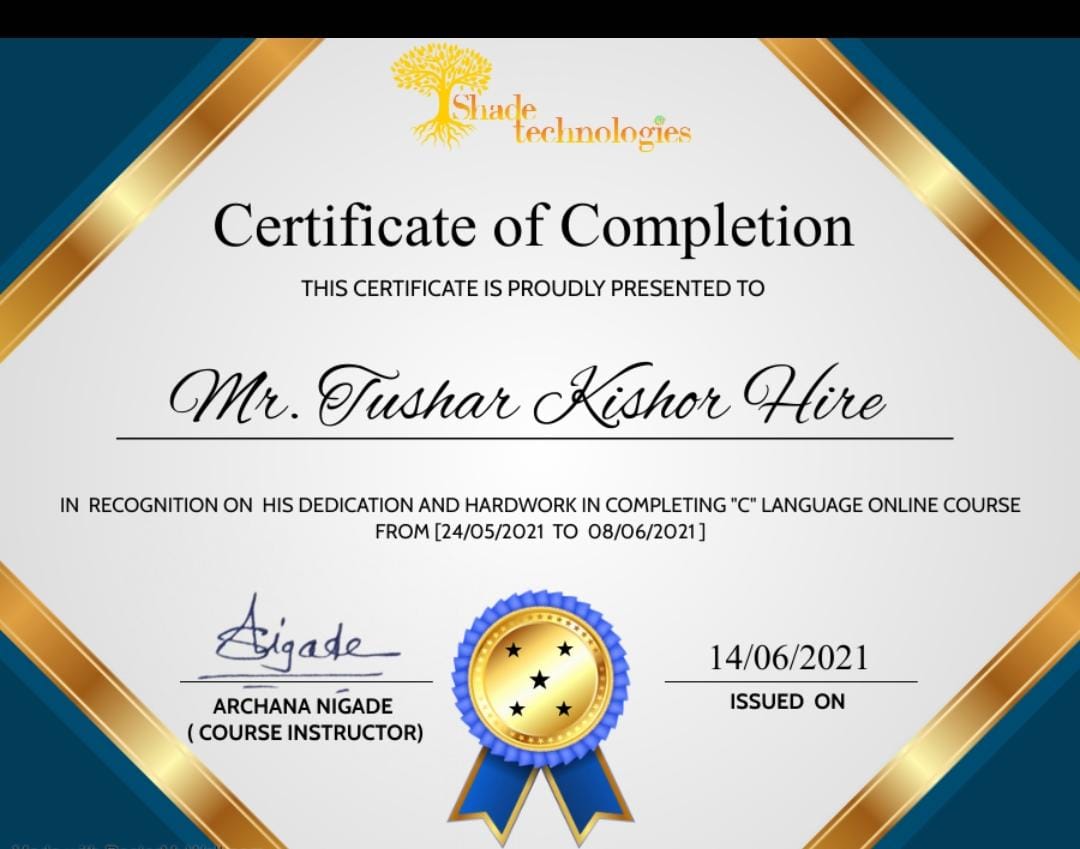 Shade
technologies
Certificate of Completion
THIS CERTIFICATE IS PROUDLY PRESENTED TO
Mr. Tushar Kishor Hire
IN RECOGNITION ON HIS DEDICATION AND HARDWORK IN COMPLETING "C" LANGUAGE ONLINE COURSE
FROM [24/05/2021 TO 08/06/2021]
Aigade
14/06/2021
ARCHANA NIGADE
ISSUED ON
( COURSE INSTRUCTOR)